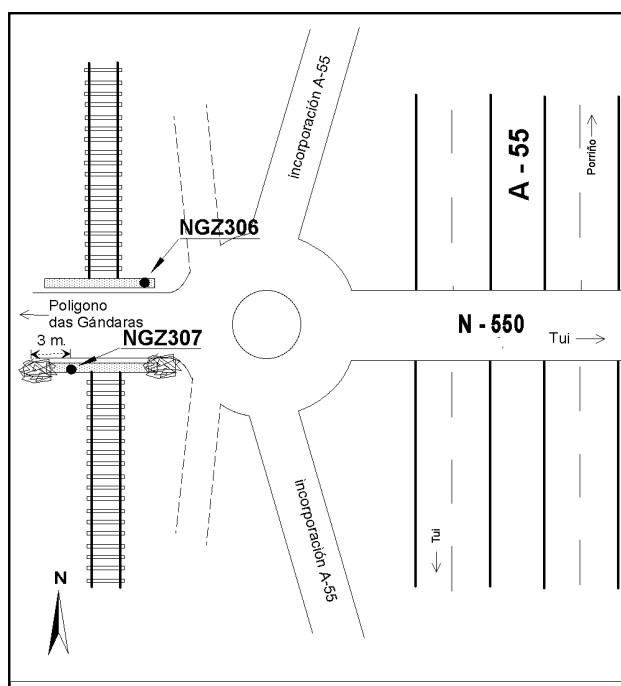 incorporación A-55
A - 55
Porriño
NGZ306
Poligono
das Gándaras
3 m.
NGZ307
N - 550
Tui
incorporación A-55
Tui
N